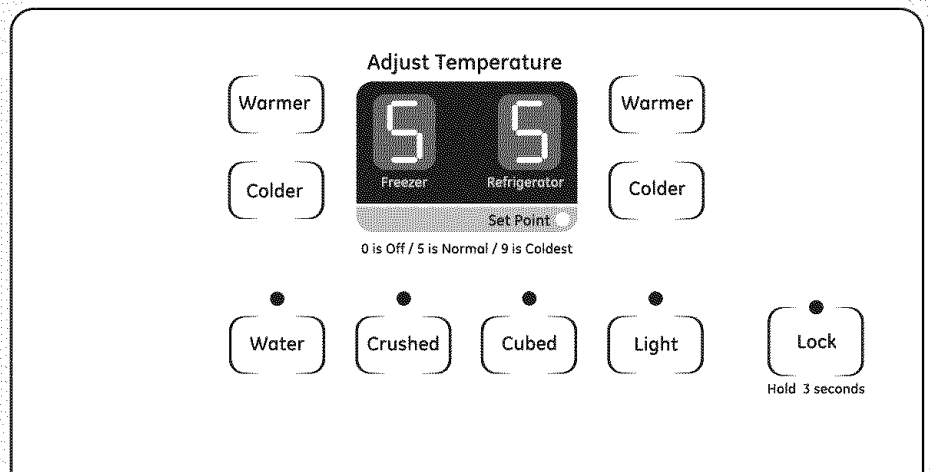 Adjust Temperature
Warmer
5 5
Warmer
Colder
Freezer Refrigerator
Colder
Set Point
0 is Off / 5 is Normal / 9 is Coldest
Water
Crushed
Cubed
Light
Lock
Hold 3 seconds